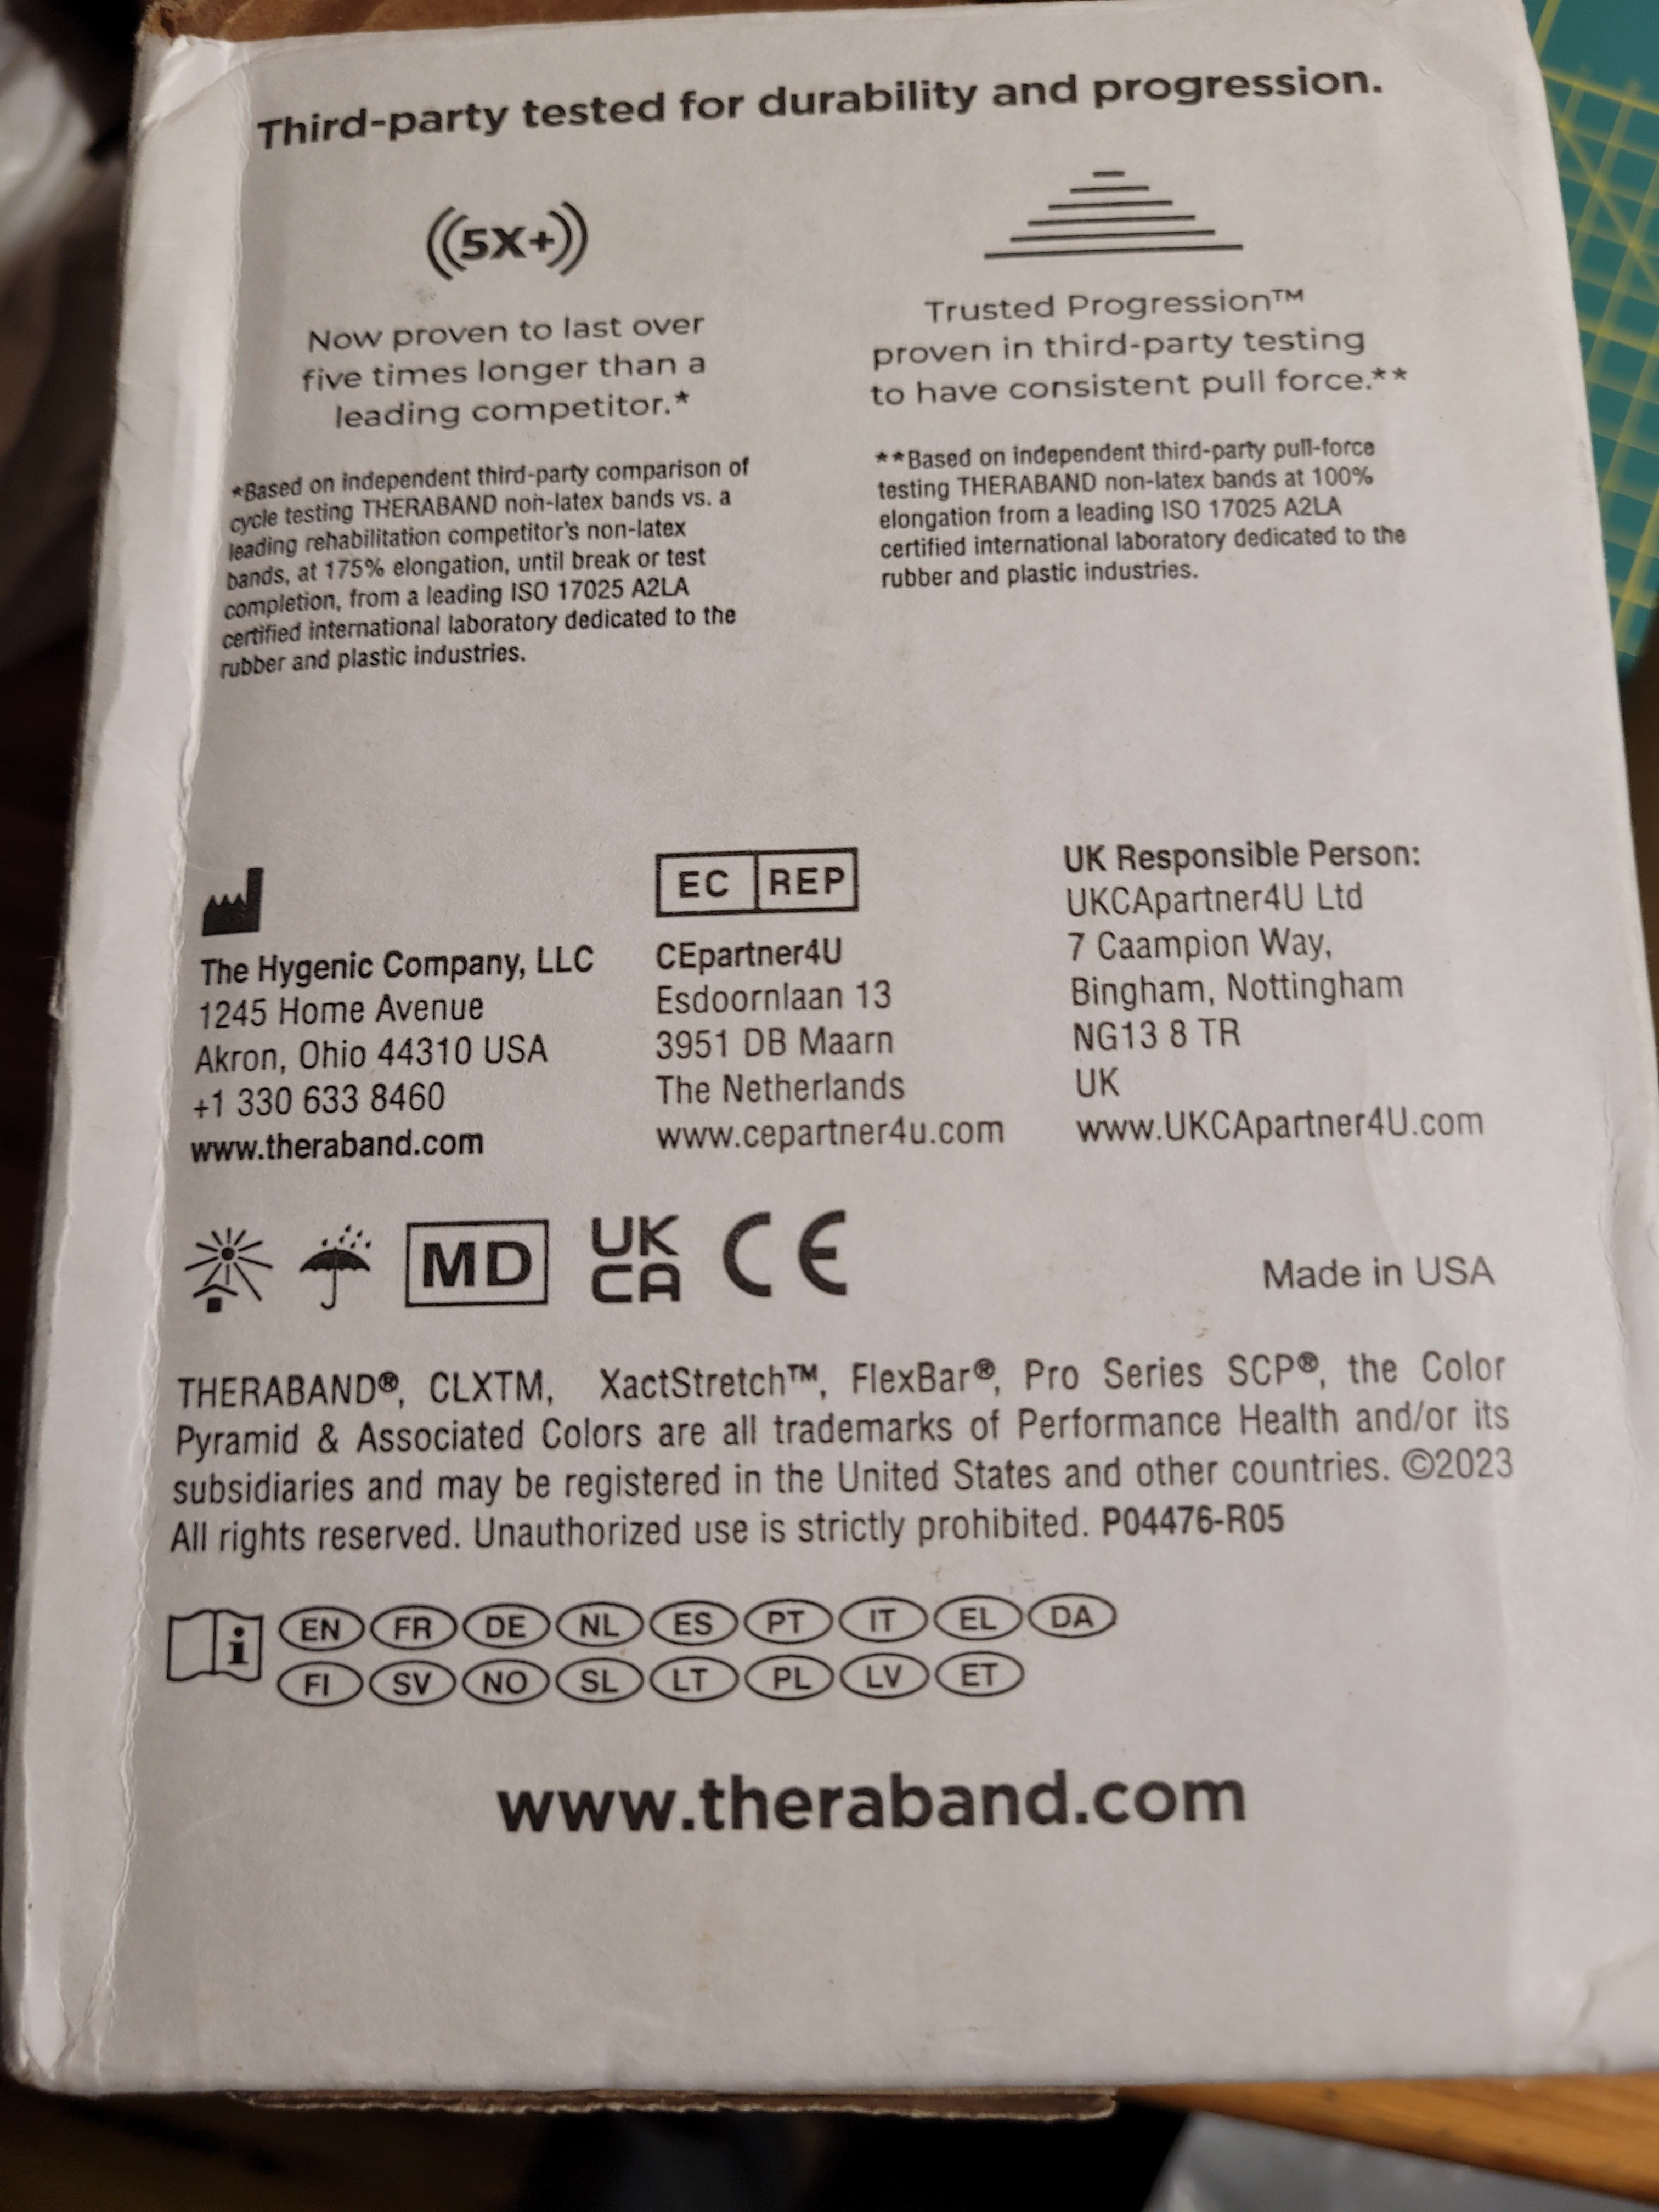 Third-party tested for durability and progression.
((5X+))
Now proven to last over
five times longer than a
leading competitor.*
*Based on independent third-party comparison of
cycle testing THERABAND non-latex bands vs. a
leading rehabilitation competitor's non-latex
bands, at 175% elongation, until break or test
completion, from a leading ISO 17025 A2LA
certified international laboratory dedicated to the
rubber and plastic industries.
Trusted Progression™
proven in third-party testing
to have consistent pull force.**
**Based on independent third-party pull-force
testing THERABAND non-latex bands at 100%
elongation from a leading ISO 17025 A2LA
certified international laboratory dedicated to the
rubber and plastic industries.
The Hygenic Company, LLC
1245 Home Avenue
Akron, Ohio 44310 USA
+1 330 633 8460
www.theraband.com
EC REP
CEpartner4U
Esdoornlaan 13
3951 DB Maarn
The Netherlands
www.cepartner4u.com
UK Responsible Person:
UKCApartner4U Ltd
7 Caampion Way,
Bingham, Nottingham
NG13 8 TR
UK
www.UKCApartner4U.com
MD
UK
CA
CE
Made in USA
THERABAND®, CLXTM, XactStretch™, FlexBar®, Pro Series SCP®, the Color
Pyramid & Associated Colors are all trademarks of Performance Health and/or its
subsidiaries and may be registered in the United States and other countries. ©2023
All rights reserved. Unauthorized use is strictly prohibited. P04476-R05
i EN FR DE NL ES PT IT EL DA
FI SV NO SL LT PL LV ET
www.theraband.com